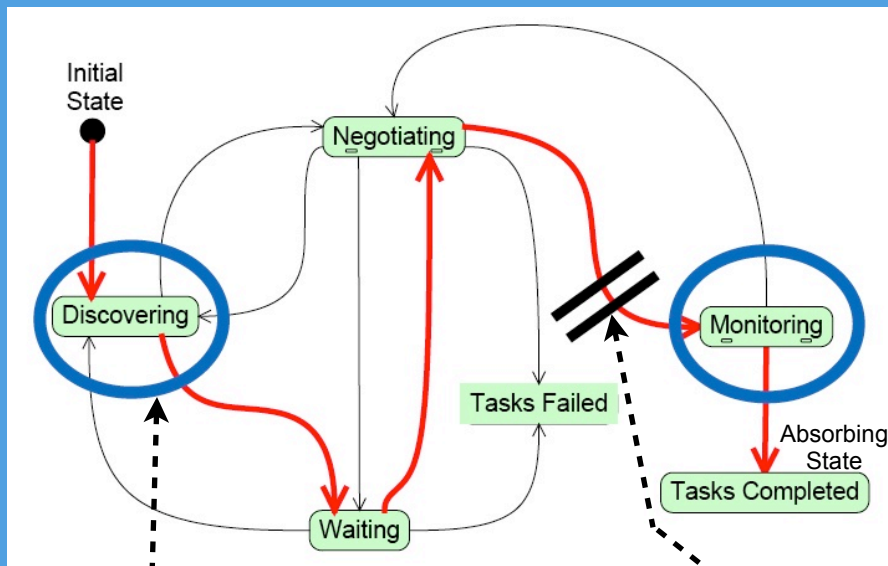 Initial
State
Negotiating
Discovering
Monitoring
Tasks Failed
Absorbing
State
Tasks Completed
Waiting